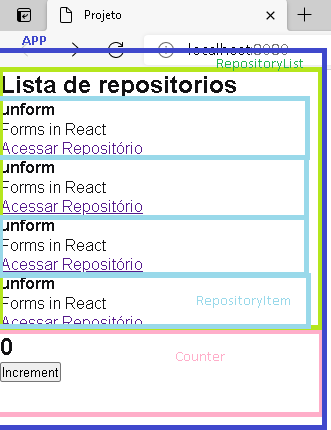 Projeto
APP
localhost:8080
RepositoryList
Lista de repositorios
unform
Forms in React
Acessar Repositório
unform
Forms in React
Acessar Repositório
unform
Forms in React
Acessar Repositório
unform
Forms in React
Acessar Repositório
RepositoryItem
0
Counter
Increment